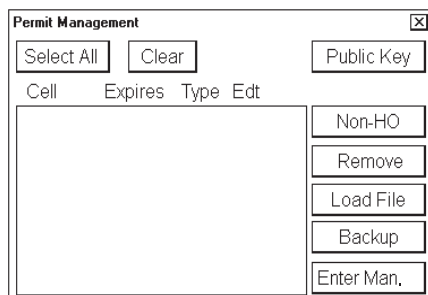 Permit Management
Select All Clear Public Key
Cell Expires Type Edt
Non-HO
Remove
Load File
Backup
Enter Man.